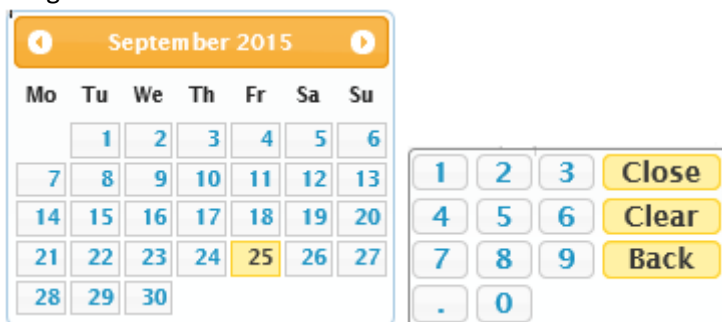 September 2015
Mo Tu We Th Fr Sa Su
1 2 3 4 5 6
7 8 9 10 11 12 13
14 15 16 17 18 19 20
21 22 23 24 25 26 27
28 29 30
1 2 3 Close
4 5 6 Clear
7 8 9 Back
. 0